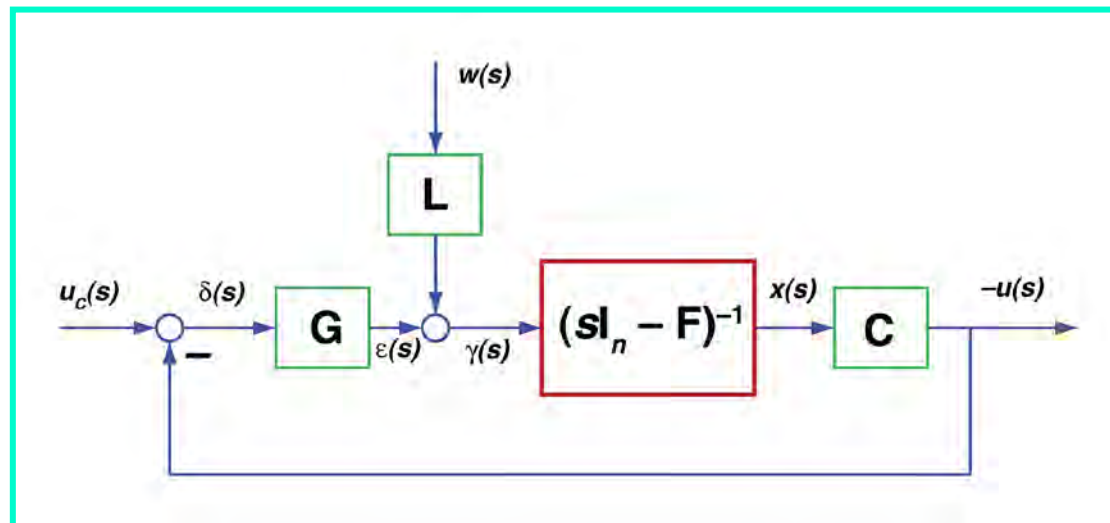 w(s)
L
u_c(s)
δ(s)
G
ε(s)
γ(s)
(sI_n – F)^–1
x(s)
C
–u(s)
–